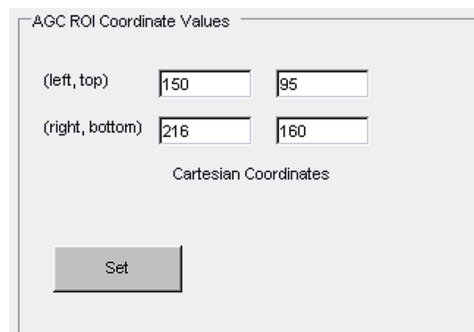 AGC ROI Coordinate Values
(left, top) 150 95
(right, bottom) 216 160
Cartesian Coordinates
Set